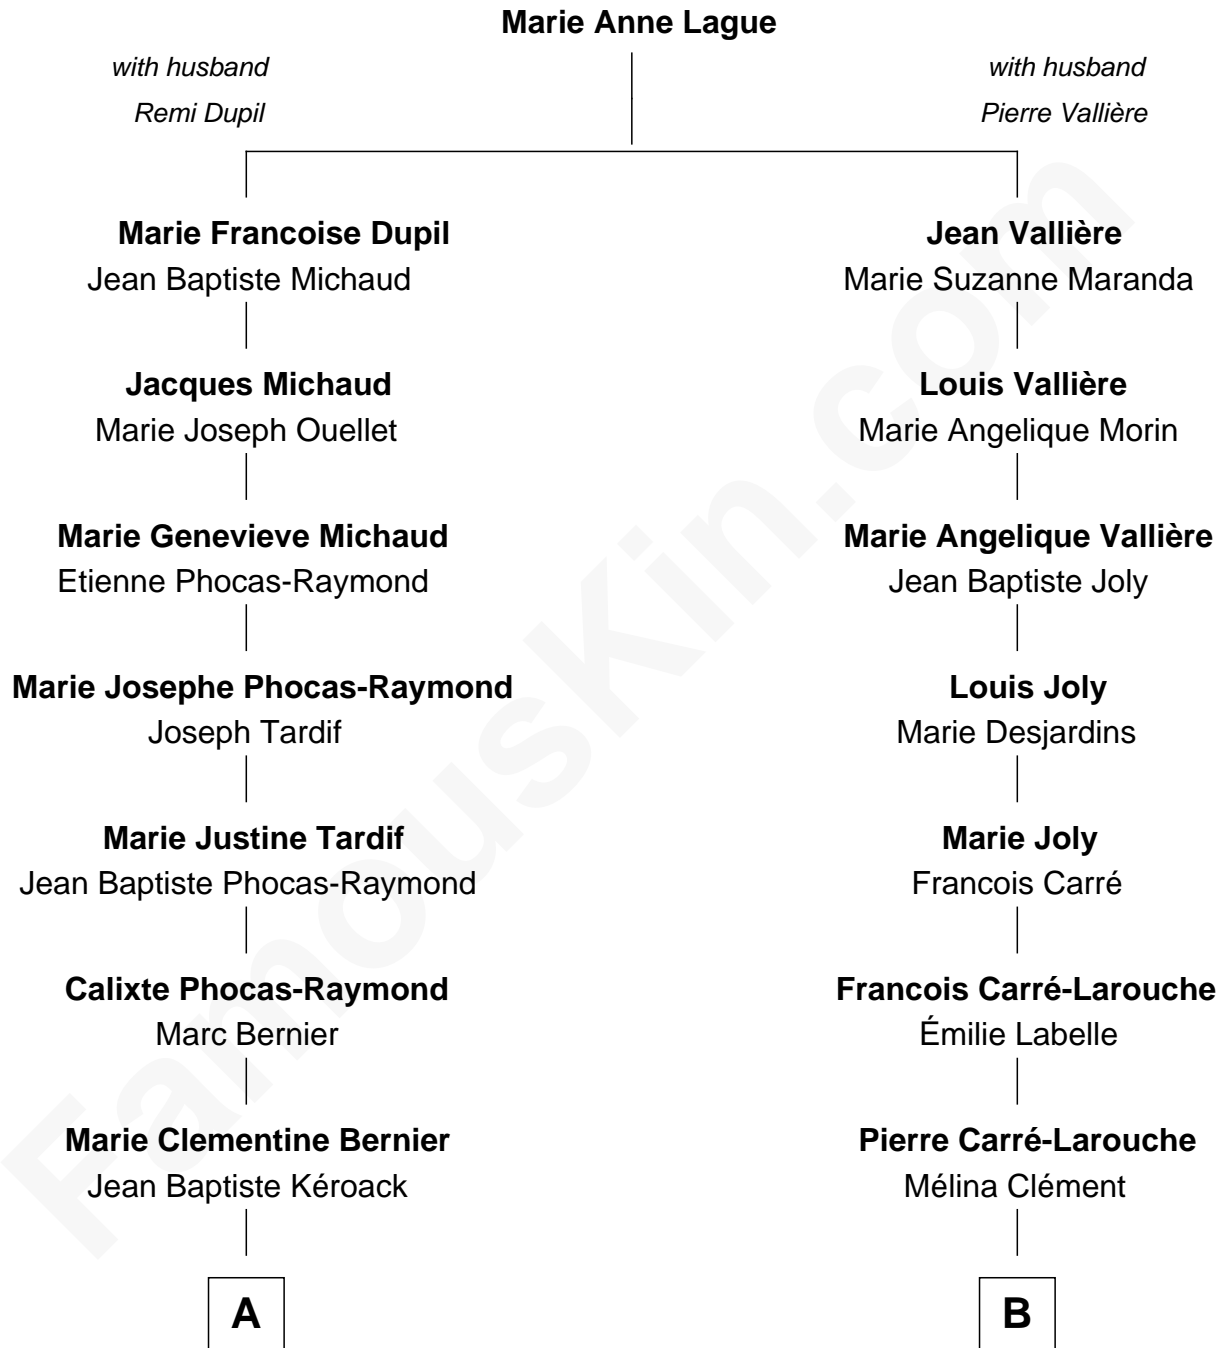 Marie Anne Lague
with husband
Remi Dupil
with husband
Pierre Vallière
Marie Francoise Dupil
Jean Baptiste Michaud
Jacques Michaud
Marie Joseph Ouellet
Marie Genevieve Michaud
Etienne Phocas-Raymond
Marie Josephe Phocas-Raymond
Joseph Tardif
Marie Justine Tardif
Jean Baptiste Phocas-Raymond
Calixte Phocas-Raymond
Marc Bernier
Marie Clementine Bernier
Jean Baptiste Kéroack
A
Jean Vallière
Marie Suzanne Maranda
Louis Vallière
Marie Angelique Morin
Marie Angelique Vallière
Jean Baptiste Joly
Louis Joly
Marie Desjardins
Marie Joly
Francois Carré
Francois Carré-Larouche
Émilie Labelle
Pierre Carré-Larouche
Mélina Clément
B
FamousKin.com